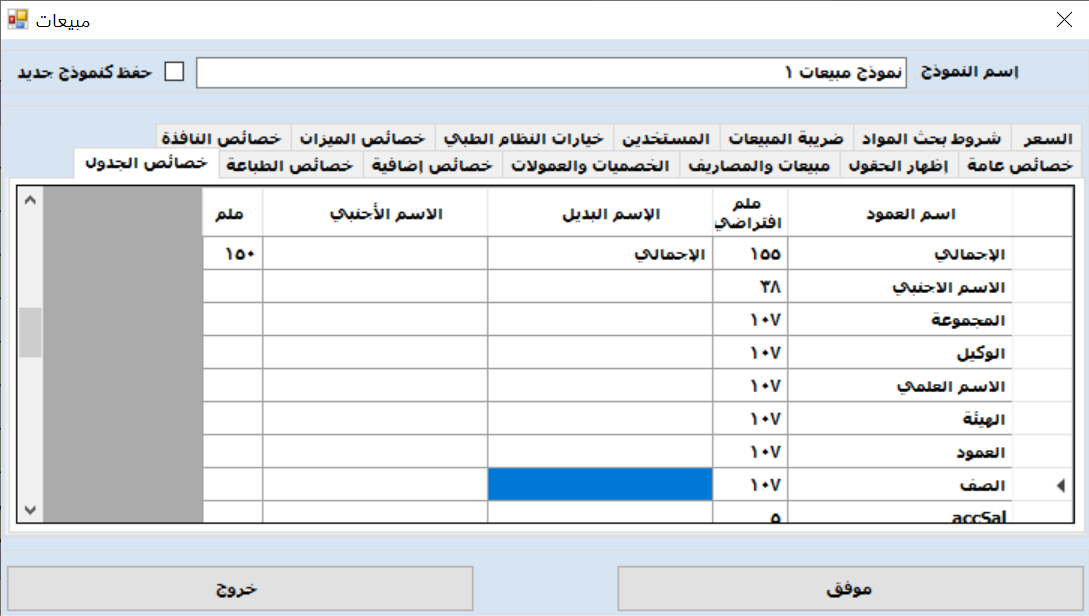 مبيعات
إسم النموذج نموذج مبيعات ١ حفظ كنموذج جديد
السعر شروط بحث المواد ضريبة المبيعات المستخدين خيارات النظام الطبي خصائص الميزان خصائص النافذة
خصائص عامة إظهار الحقول مبيعات والمصاريف الخصميات والعمولات خصائص إضافية خصائص الطباعة خصائص الجدول
اسم العمود ملم افتراضي الإسم البديل الاسم الأجنبي ملم
الإجمالي ١٥٥ الإجمالي ١٥٠
الاسم الاجنبي ٣٨
المجموعة ١٠٧
الوكيل ١٠٧
الاسم العلمي ١٠٧
الهيئة ١٠٧
العمود ١٠٧
الصف ١٠٧
accSal ٥
موفق خروج